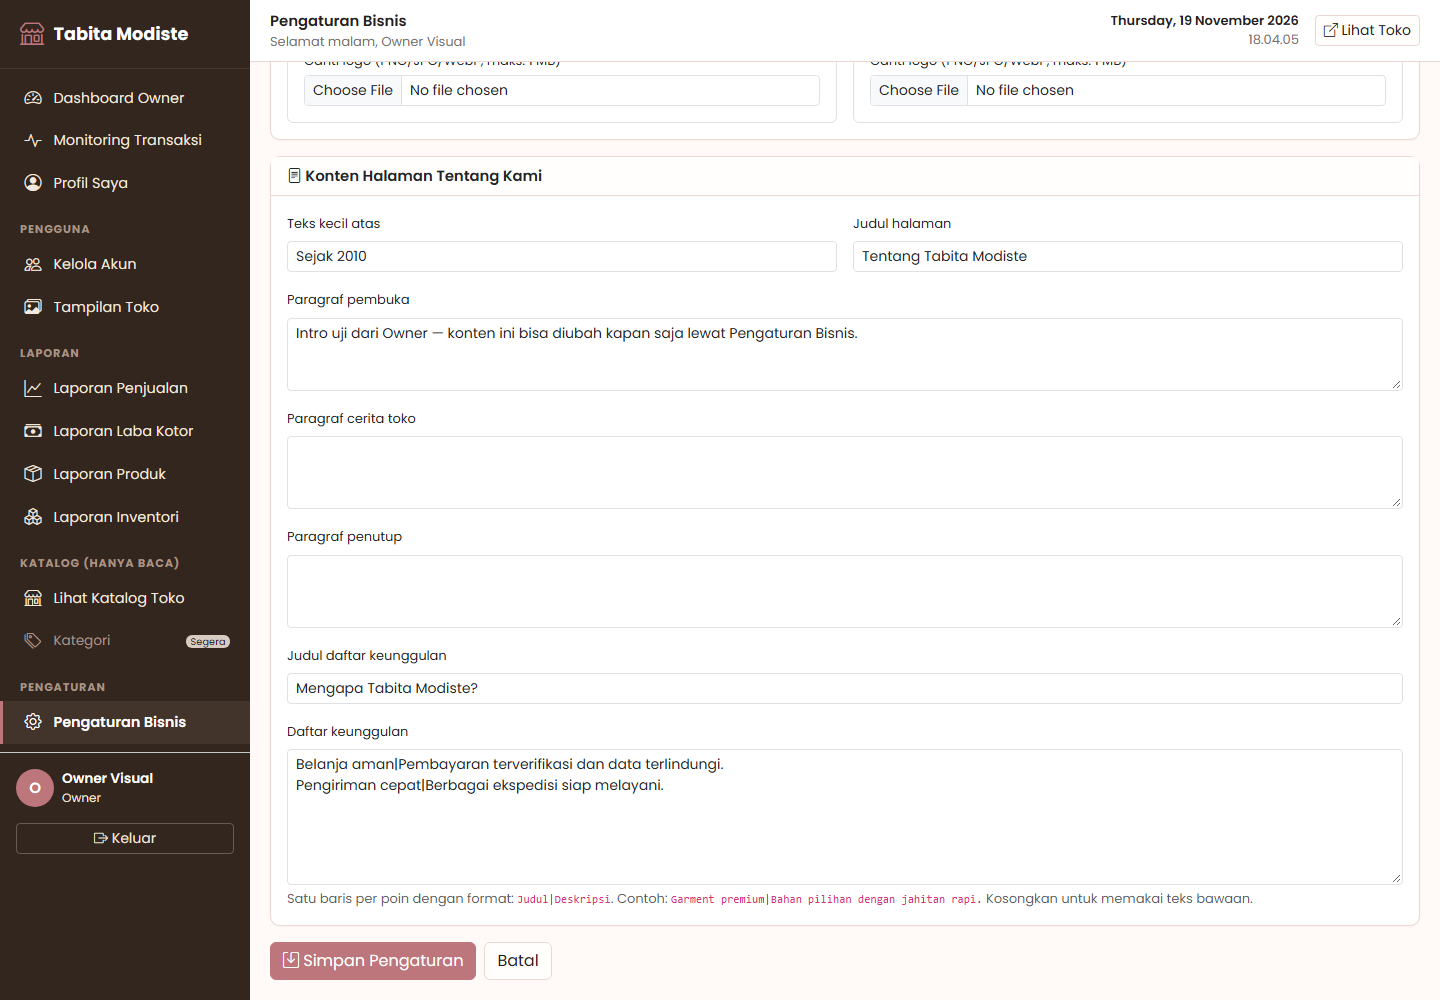 Tabita Modiste
Dashboard Owner
Monitoring Transaksi
Profil Saya
PENGGUNA
Kelola Akun
Tampilan Toko
LAPORAN
Laporan Penjualan
Laporan Laba Kotor
Laporan Produk
Laporan Inventori
KATALOG (HANYA BACA)
Lihat Katalog Toko
Kategori Segera
PENGATURAN
Pengaturan Bisnis
O
Owner Visual
Owner
Keluar
Pengaturan Bisnis
Selamat malam, Owner Visual
Thursday, 19 November 2026
18.04.05
Lihat Toko
Choose File No file chosen
Choose File No file chosen
Konten Halaman Tentang Kami
Teks kecil atas
Sejak 2010
Judul halaman
Tentang Tabita Modiste
Paragraf pembuka
Intro uji dari Owner — konten ini bisa diubah kapan saja lewat Pengaturan Bisnis.
Paragraf cerita toko
Paragraf penutup
Judul daftar keunggulan
Mengapa Tabita Modiste?
Daftar keunggulan
Belanja aman|Pembayaran terverifikasi dan data terlindungi.
Pengiriman cepat|Berbagai ekspedisi siap melayani.
Satu baris per poin dengan format: Judul|Deskripsi. Contoh: Garment premium|Bahan pilihan dengan jahitan rapi. Kosongkan untuk memakai teks bawaan.
Simpan Pengaturan
Batal